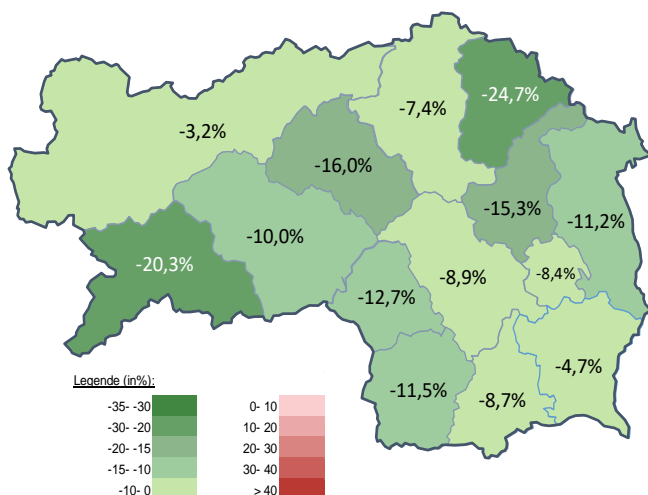 -24,7%
-7,4%
-3,2%
-16,0%
-15,3%
-11,2%
-10,0%
-8,9%
-20,3%
-8,4%
-12,7%
-4,7%
-11,5%
-8,7%
Legende (in%):
-35- -30 0- 10
-30- -20 10- 20
-20- -15 20- 30
-15- -10 30- 40
-10- 0 > 40